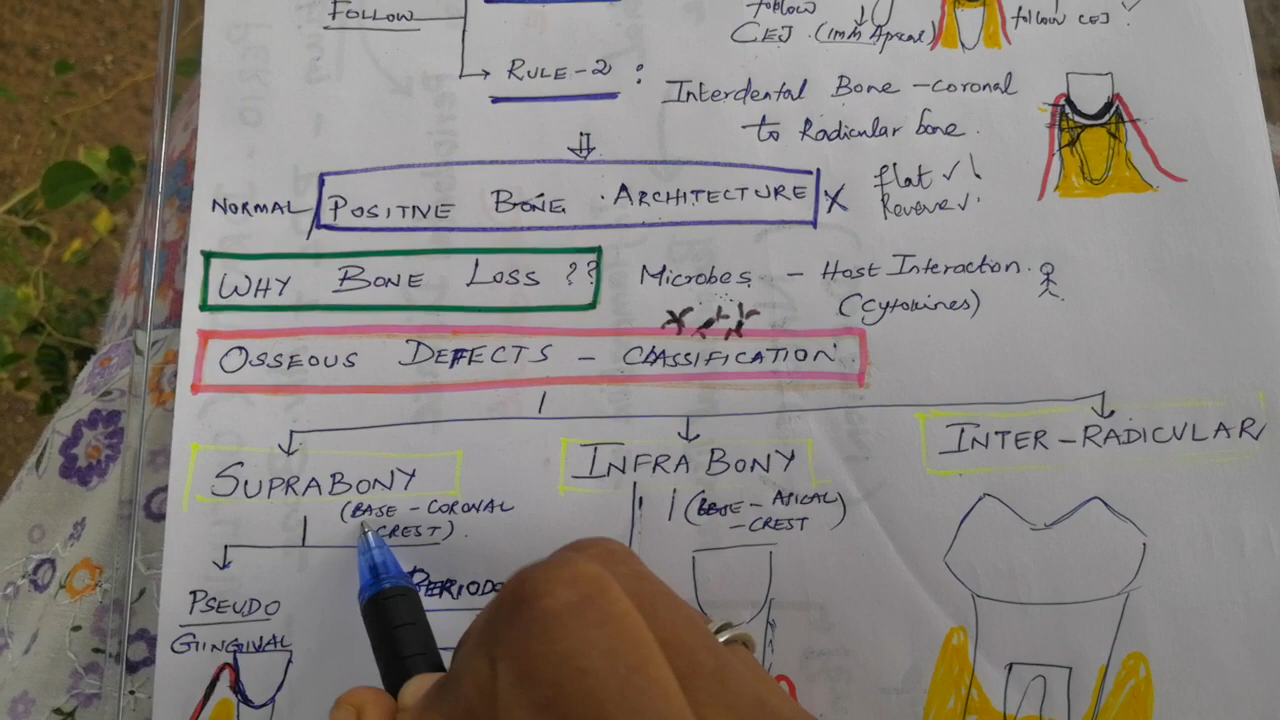 FOLLOW
follow
CEJ (1mm Apical)
follow CEJ
RULE-2 :
Interdental Bone - coronal
to Radicular bone.
NORMAL
POSITIVE BONE ARCHITECTURE X
flat ✓
Reverse ✓
WHY BONE LOSS ??
Microbes - Host Interaction.
(Cytokines)
OSSEOUS DEFECTS - CLASSIFICATION.
SUPRABONY
INFRA BONY
INTER-RADICULAR
(BASE - CORONAL
CREST).
(BASE - APICAL
- CREST)
PSEUDO
GINGIVAL
PERIODO